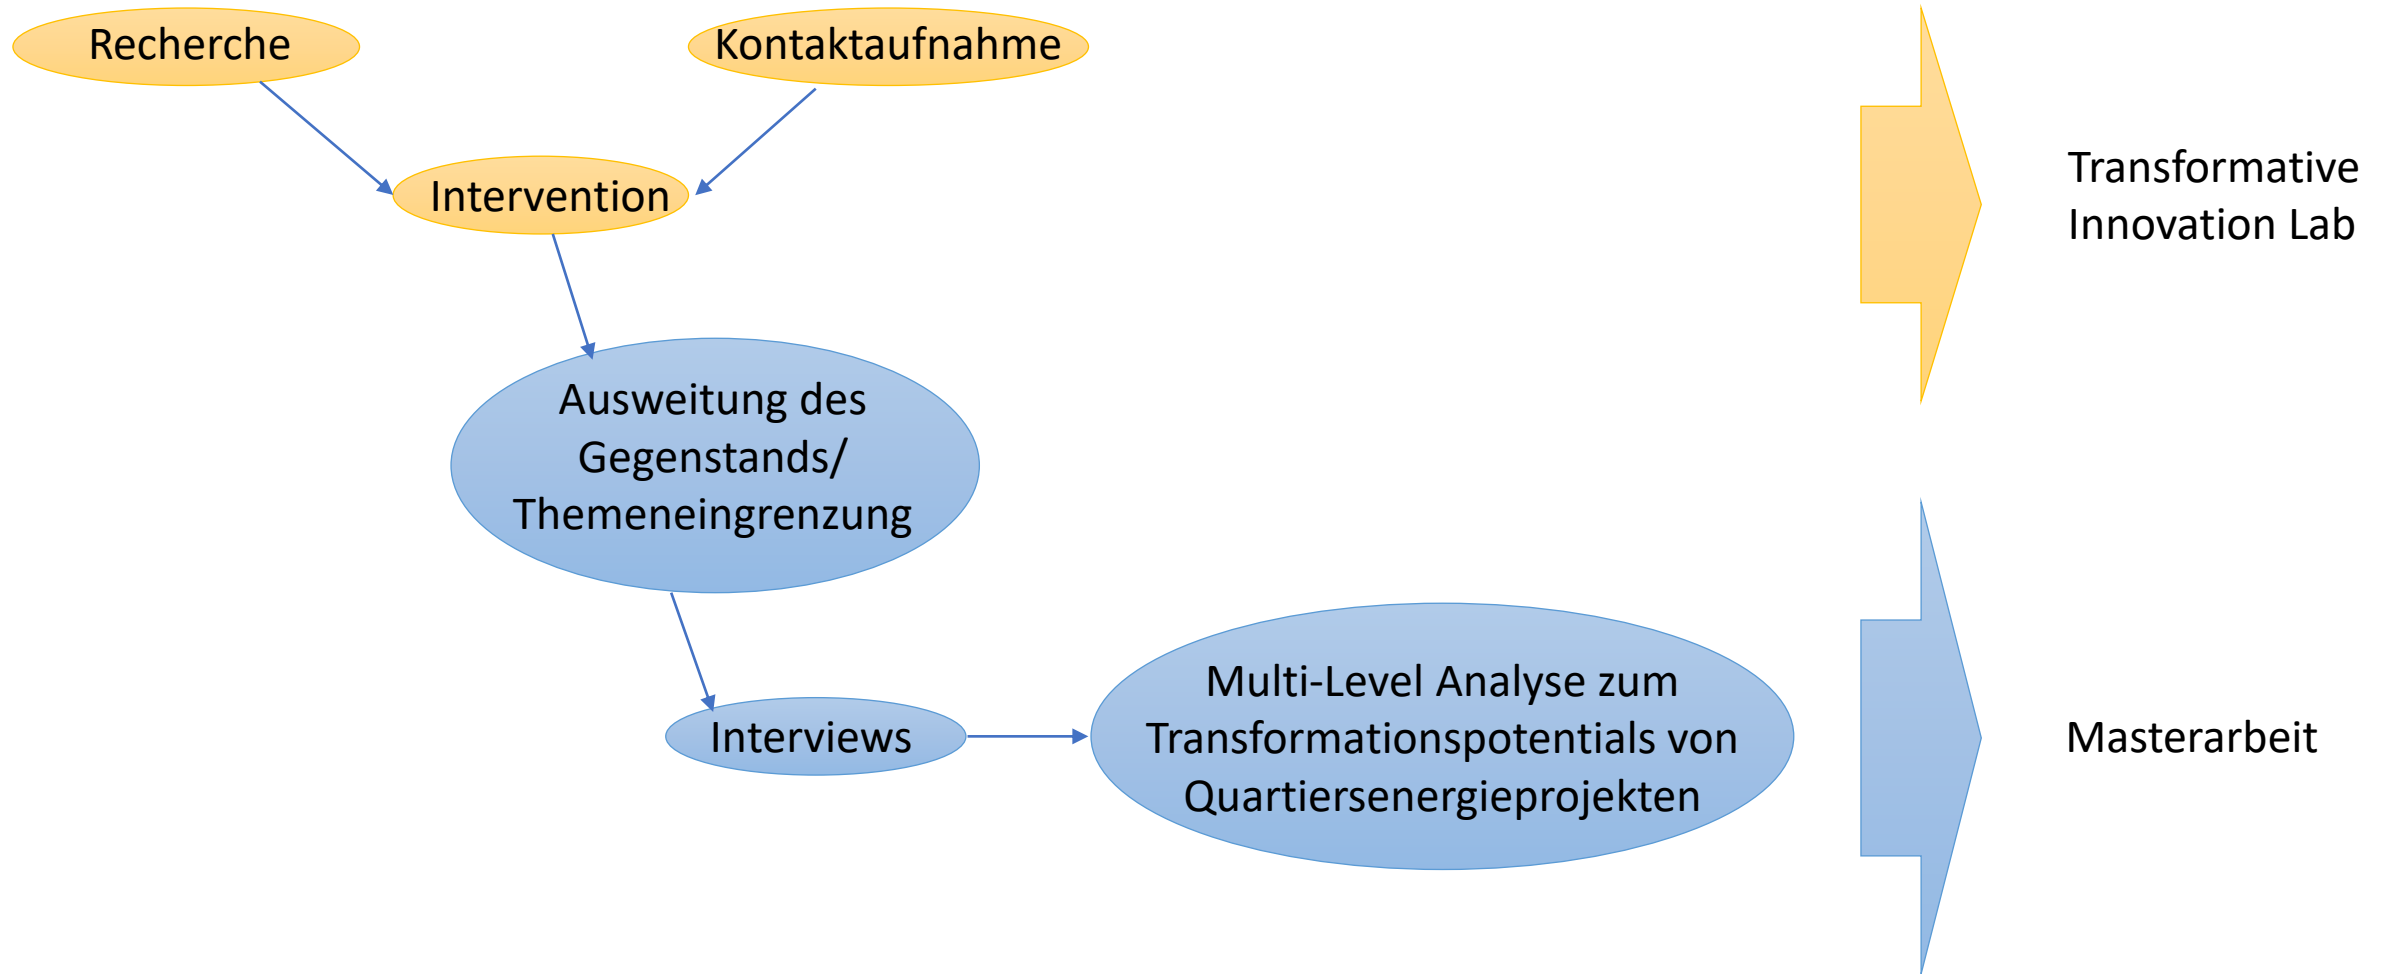 Recherche
Kontaktaufnahme
Intervention
Transformative
Innovation Lab
Ausweitung des
Gegenstands/
Themeneingrenzung
Interviews
Multi-Level Analyse zum
Transformationspotentials von
Quartiersenergieprojekten
Masterarbeit